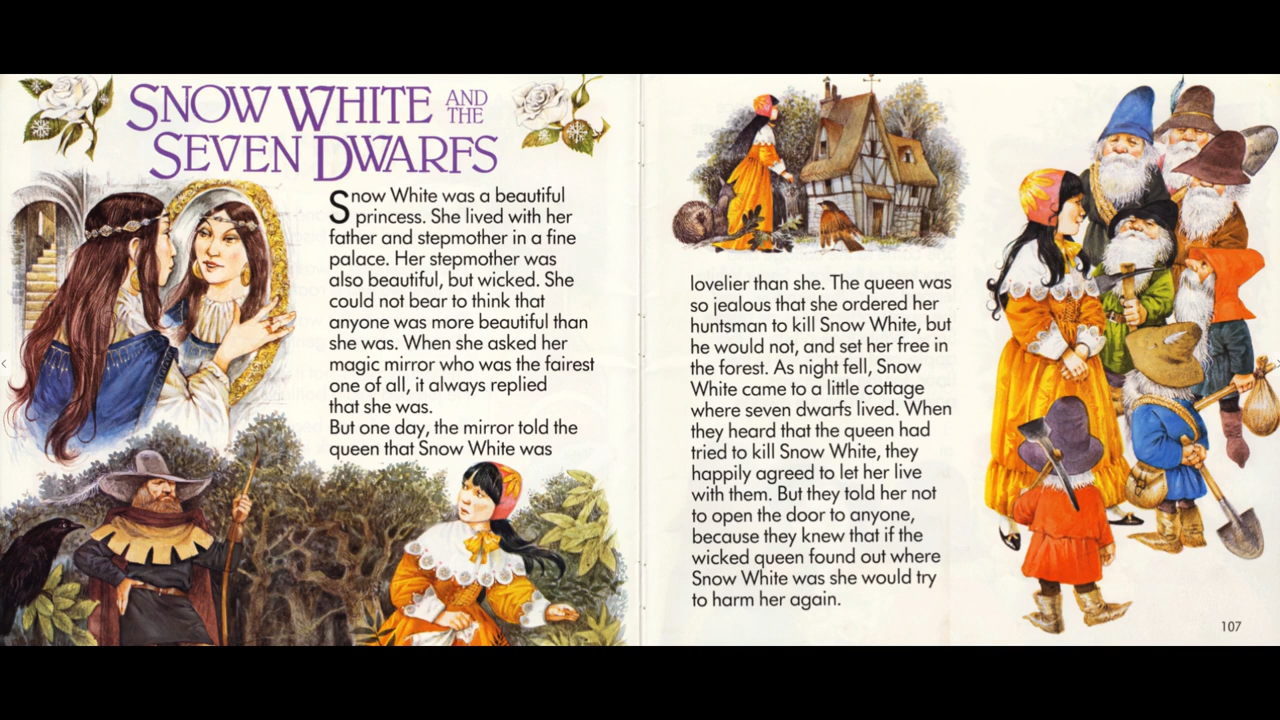 SNOW WHITE AND THE
SEVEN DWARFS
Snow White was a beautiful
princess. She lived with her
father and stepmother in a fine
palace. Her stepmother was
also beautiful, but wicked. She
could not bear to think that
anyone was more beautiful than
she was. When she asked her
magic mirror who was the fairest
one of all, it always replied
that she was.
But one day, the mirror told the
queen that Snow White was
lovelier than she. The queen was
so jealous that she ordered her
huntsman to kill Snow White, but
he would not, and set her free in
the forest. As night fell, Snow
White came to a little cottage
where seven dwarfs lived. When
they heard that the queen had
tried to kill Snow White, they
happily agreed to let her live
with them. But they told her not
to open the door to anyone,
because they knew that if the
wicked queen found out where
Snow White was she would try
to harm her again.
107